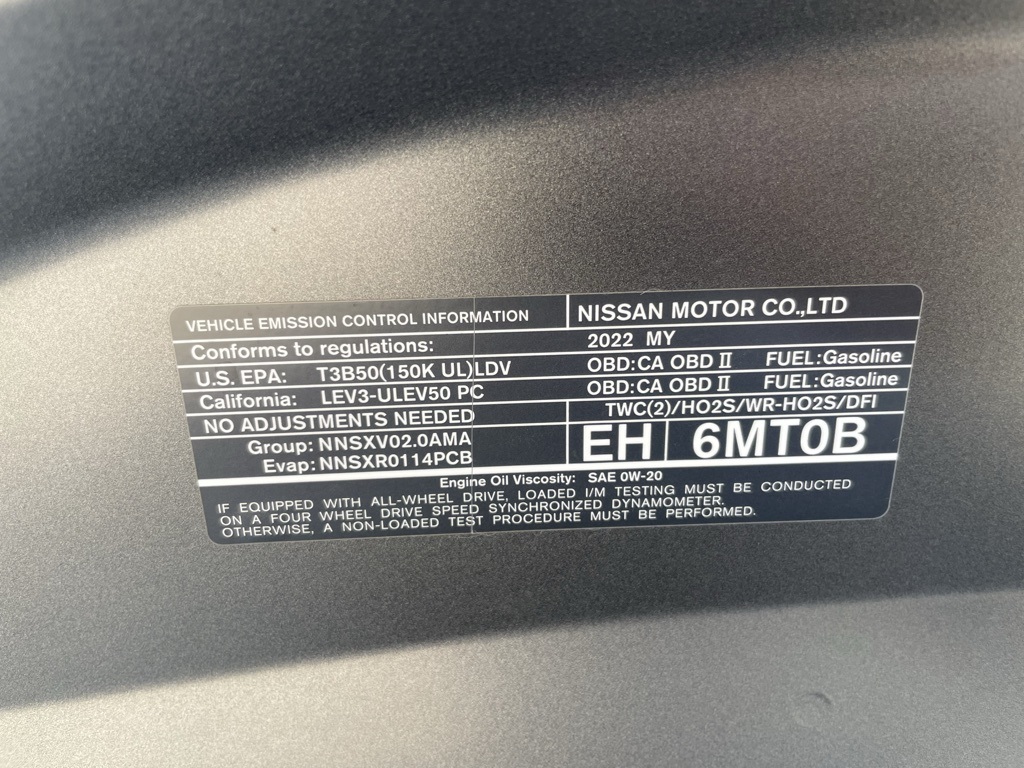 VEHICLE EMISSION CONTROL INFORMATION
NISSAN MOTOR CO.,LTD
Conforms to regulations: 2022 MY
U.S. EPA: T3B50(150K UL)LDV OBD:CA OBD II FUEL:Gasoline
California: LEV3-ULEV50 PC OBD:CA OBD II FUEL:Gasoline
NO ADJUSTMENTS NEEDED TWC(2)/HO2S/WR-HO2S/DFI
Group: NNSXV02.0AMA
Evap: NNSXR0114PCB
EH 6MT0B
Engine Oil Viscosity: SAE 0W-20
IF EQUIPPED WITH ALL-WHEEL DRIVE, LOADED I/M TESTING MUST BE CONDUCTED
ON A FOUR WHEEL DRIVE SPEED SYNCHRONIZED DYNAMOMETER.
OTHERWISE, A NON-LOADED TEST PROCEDURE MUST BE PERFORMED.